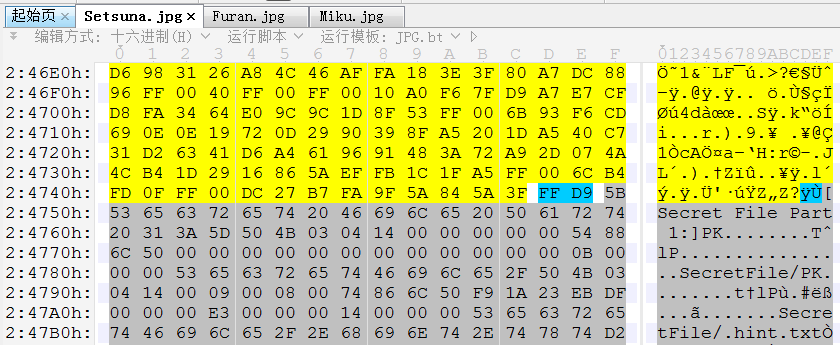 起始页 × Setsuna.jpg × Furan.jpg Miku.jpg
编辑方式: 十六进制(H) 运行脚本 运行模板: JPG.bt
0 1 2 3 4 5 6 7 8 9 A B C D E F 0123456789ABCDEF
2:46E0h: D6 98 31 26 A8 4C 46 AF FA 18 3E 3F 80 A7 DC 88 Ö˜1&¨LF¯ú.>?€§Üˆ
2:46F0h: 96 FF 00 40 FF 00 FF 00 10 A0 F6 7F D9 A7 E7 CF –ÿ.@ÿ.ÿ.. ö.Ù§çÏ
2:4700h: D8 FA 34 64 E0 9C 9C 1D 8F 53 FF 00 6B 93 F6 CD Øú4dàœœ..Sÿ.k“öÍ
2:4710h: 69 0E 0E 19 72 0D 29 90 39 8F A5 20 1D A5 40 C7 i...r.).9.¥ .¥@Ç
2:4720h: 31 D2 63 41 D6 A4 61 96 91 48 3A 72 A9 2D 07 4A 1ÒcAÖ¤a–‘H:r©-.J
2:4730h: 4C B4 1D 29 16 86 5A EF FB 1C 1F A5 FF 00 6C B4 L´.).†Zïû..¥ÿ.l´
2:4740h: FD 0F FF 00 DC 27 B7 FA 9F 5A 84 5A 3F FF D9 5B ý.ÿ.Ü'·úŸZ„Z?ÿÙ[
2:4750h: 53 65 63 72 65 74 20 46 69 6C 65 20 50 61 72 74 Secret File Part
2:4760h: 20 31 3A 5D 50 4B 03 04 14 00 00 00 00 00 54 88 1:]PK........Tˆ
2:4770h: 6C 50 00 00 00 00 00 00 00 00 00 00 00 00 0B 00 lP..............
2:4780h: 00 00 53 65 63 72 65 74 46 69 6C 65 2F 50 4B 03 ..SecretFile/PK.
2:4790h: 04 14 00 09 00 08 00 74 86 6C 50 F9 1A 23 EB DF .......t†lPù.#ëß
2:47A0h: 00 00 00 E3 00 00 00 14 00 00 00 53 65 63 72 65 ...ã.......Secre
2:47B0h: 74 46 69 6C 65 2F 2E 68 69 6E 74 2E 74 78 74 D2 tFile/.hint.txtÒ